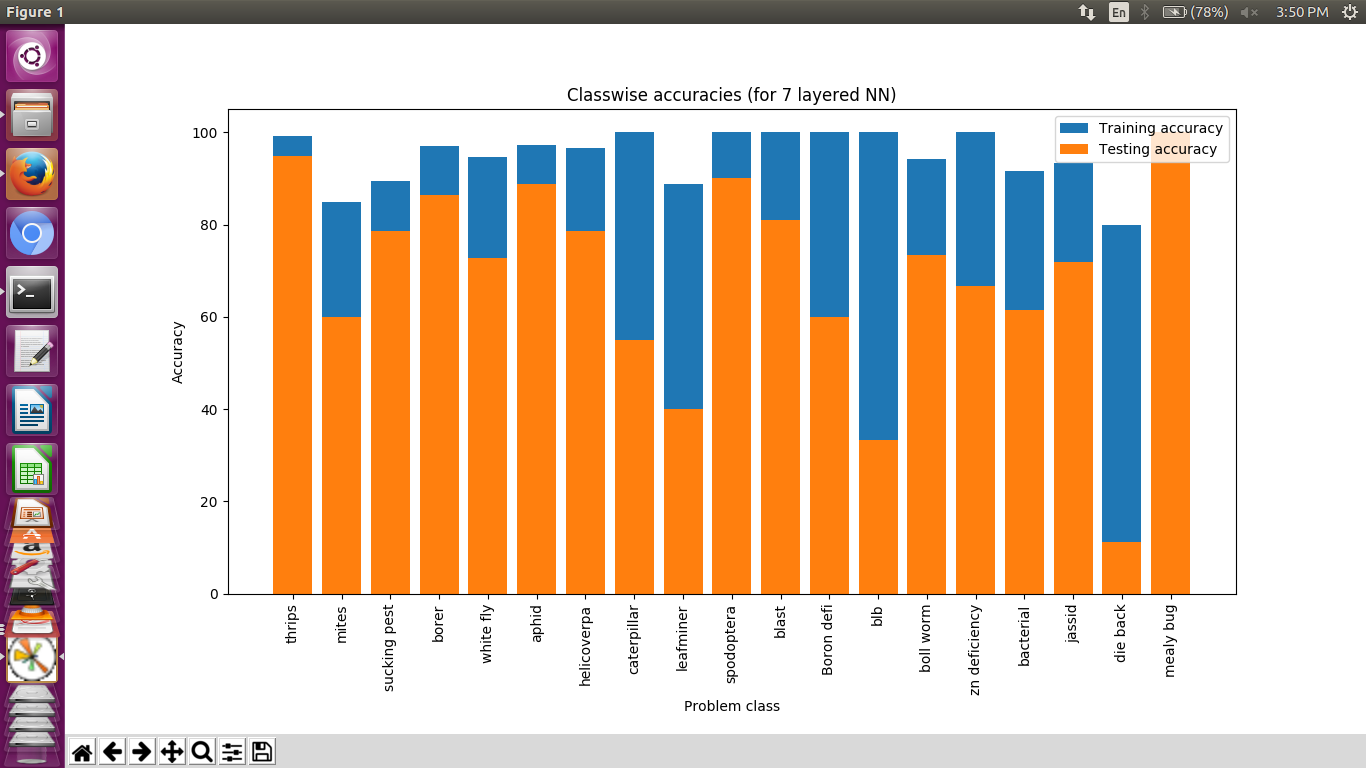 Figure 1
En
(78%)
3:50 PM
Classwise accuracies (for 7 layered NN)
Training accuracy
Testing accuracy
100
80
60
40
20
0
Accuracy
thrips
mites
sucking pest
borer
white fly
aphid
helicoverpa
caterpillar
leafminer
spodoptera
blast
Boron defi
blb
boll worm
zn deficiency
bacterial
jassid
die back
mealy bug
Problem class